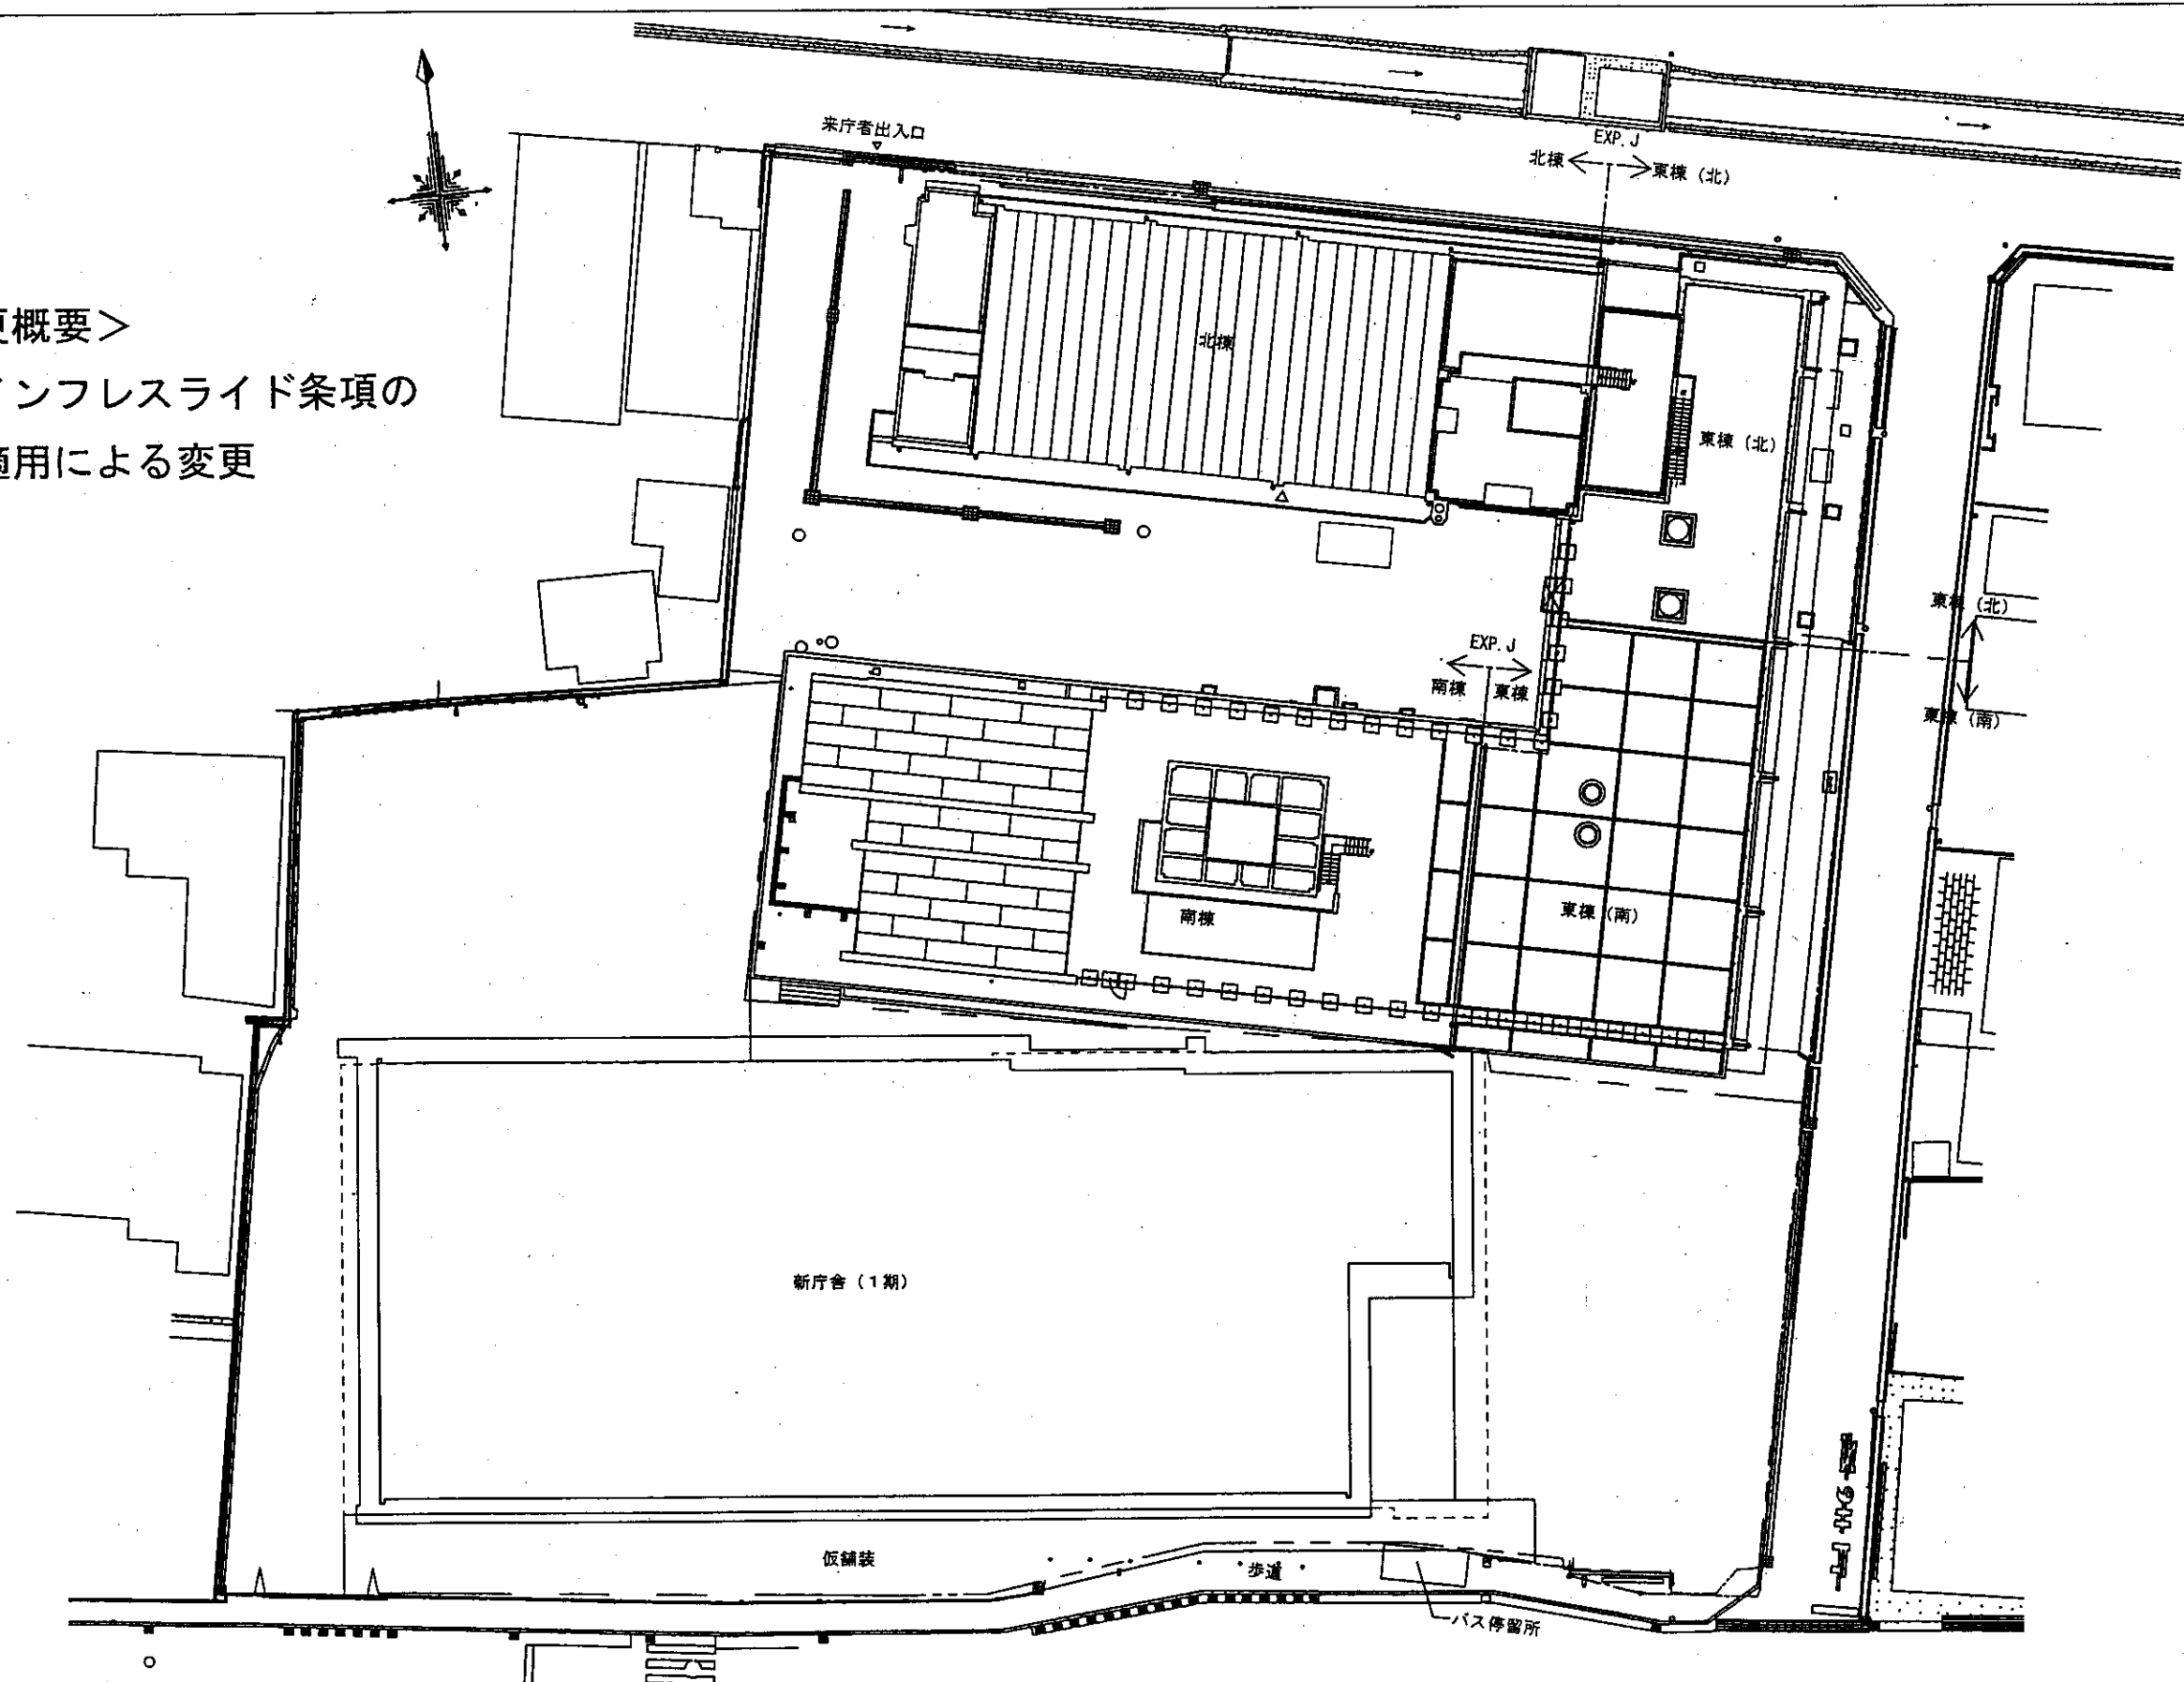 来庁者出入口
EXP. J
北棟
東棟（北）
更概要＞
インフレスライド条項の
適用による変更
北棟
東棟（北）
東棟（北）
EXP. J
南棟
東棟
東棟（南）
南棟
東棟（南）
新庁舎（1期）
仮舗装
歩道
バス停留所